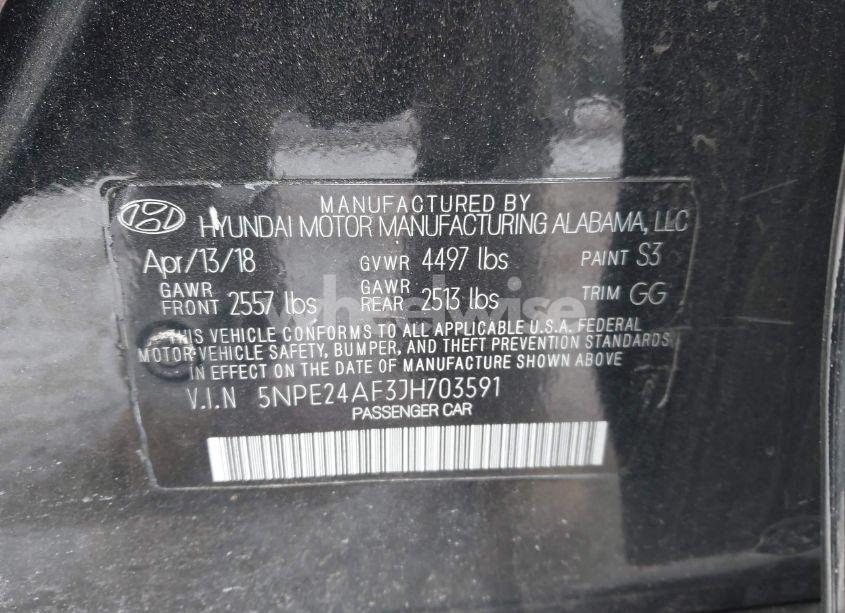 MANUFACTURED BY
HYUNDAI MOTOR MANUFACTURING ALABAMA, LLC
Apr/13/18 GVWR 4497 lbs PAINT S3
GAWR FRONT 2557 lbs GAWR REAR 2513 lbs TRIM GG
wheelwise
THIS VEHICLE CONFORMS TO ALL APPLICABLE U.S.A. FEDERAL
MOTOR VEHICLE SAFETY, BUMPER, AND THEFT PREVENTION STANDARDS
IN EFFECT ON THE DATE OF MANUFACTURE SHOWN ABOVE
V.I.N 5NPE24AF3JH703591
PASSENGER CAR